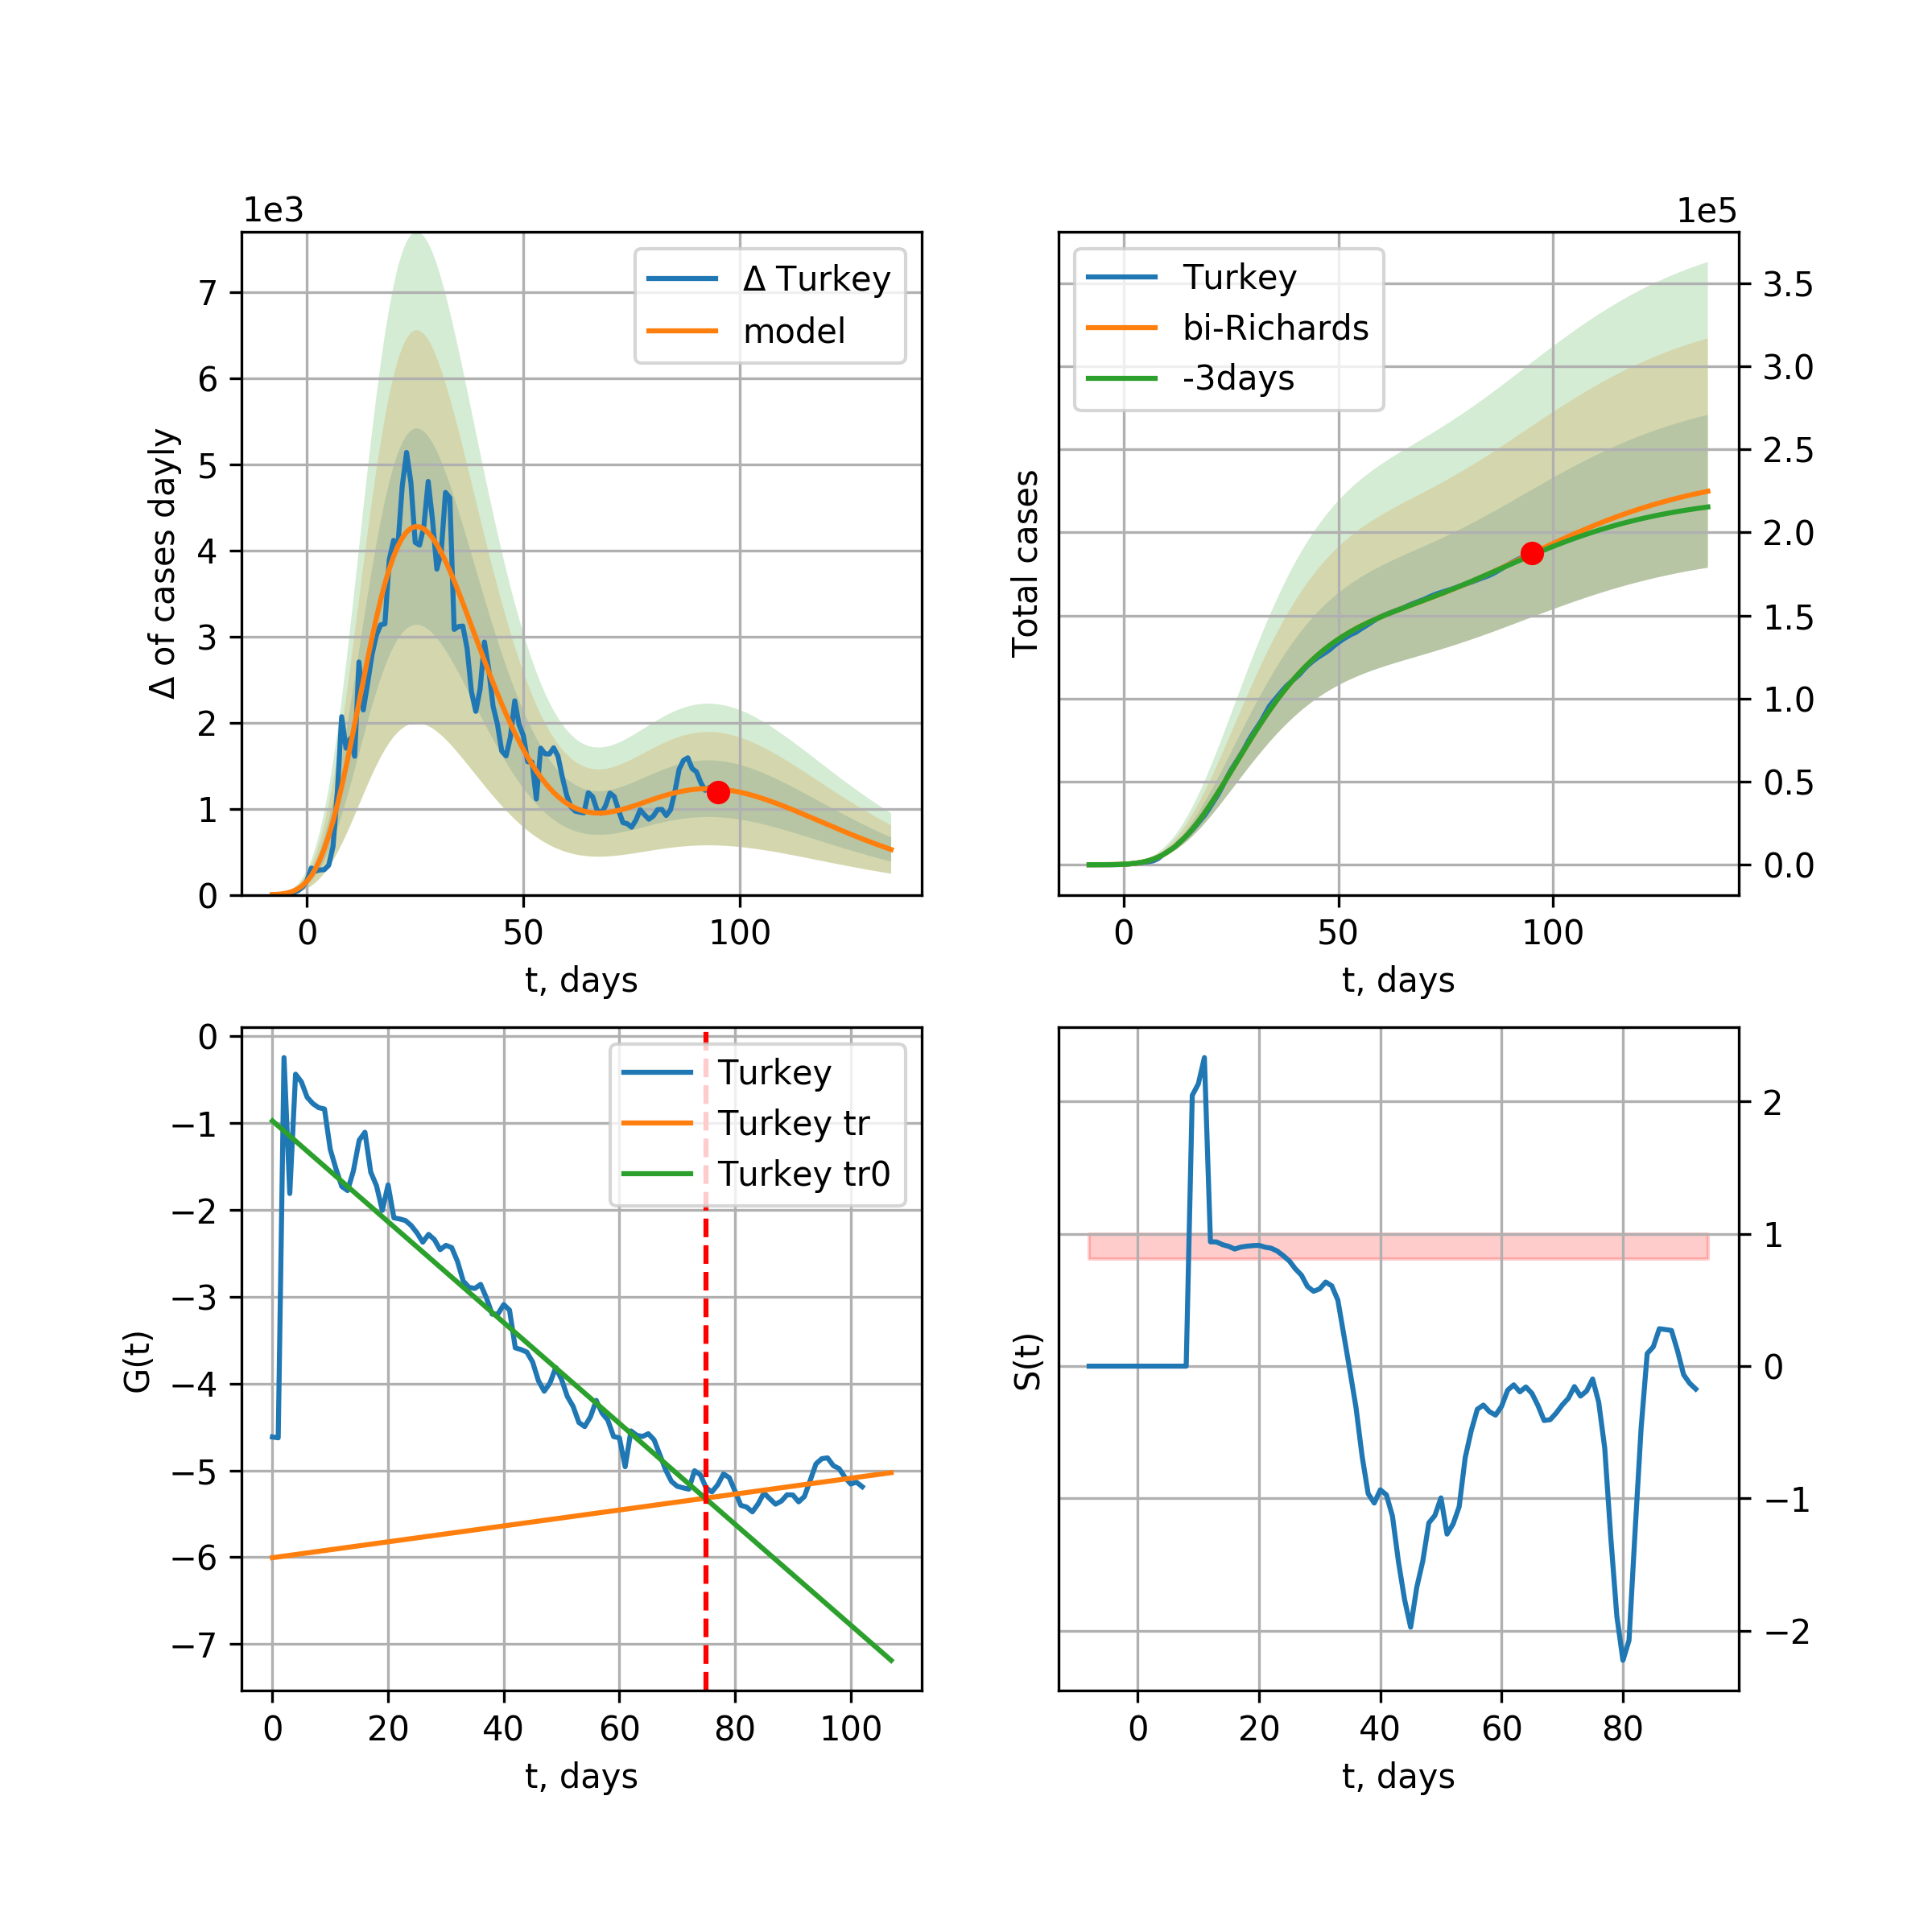 1e3
Δ of cases dayly
7
6
5
4
3
2
1
0
0 50 100
t, days
Δ Turkey
model
1e5
Total cases
3.5
3.0
2.5
2.0
1.5
1.0
0.5
0.0
0 50 100
t, days
Turkey
bi-Richards
-3days
G(t)
0
−1
−2
−3
−4
−5
−6
−7
0 20 40 60 80 100
t, days
Turkey
Turkey tr
Turkey tr0
S(t)
2
1
0
−1
−2
0 20 40 60 80
t, days